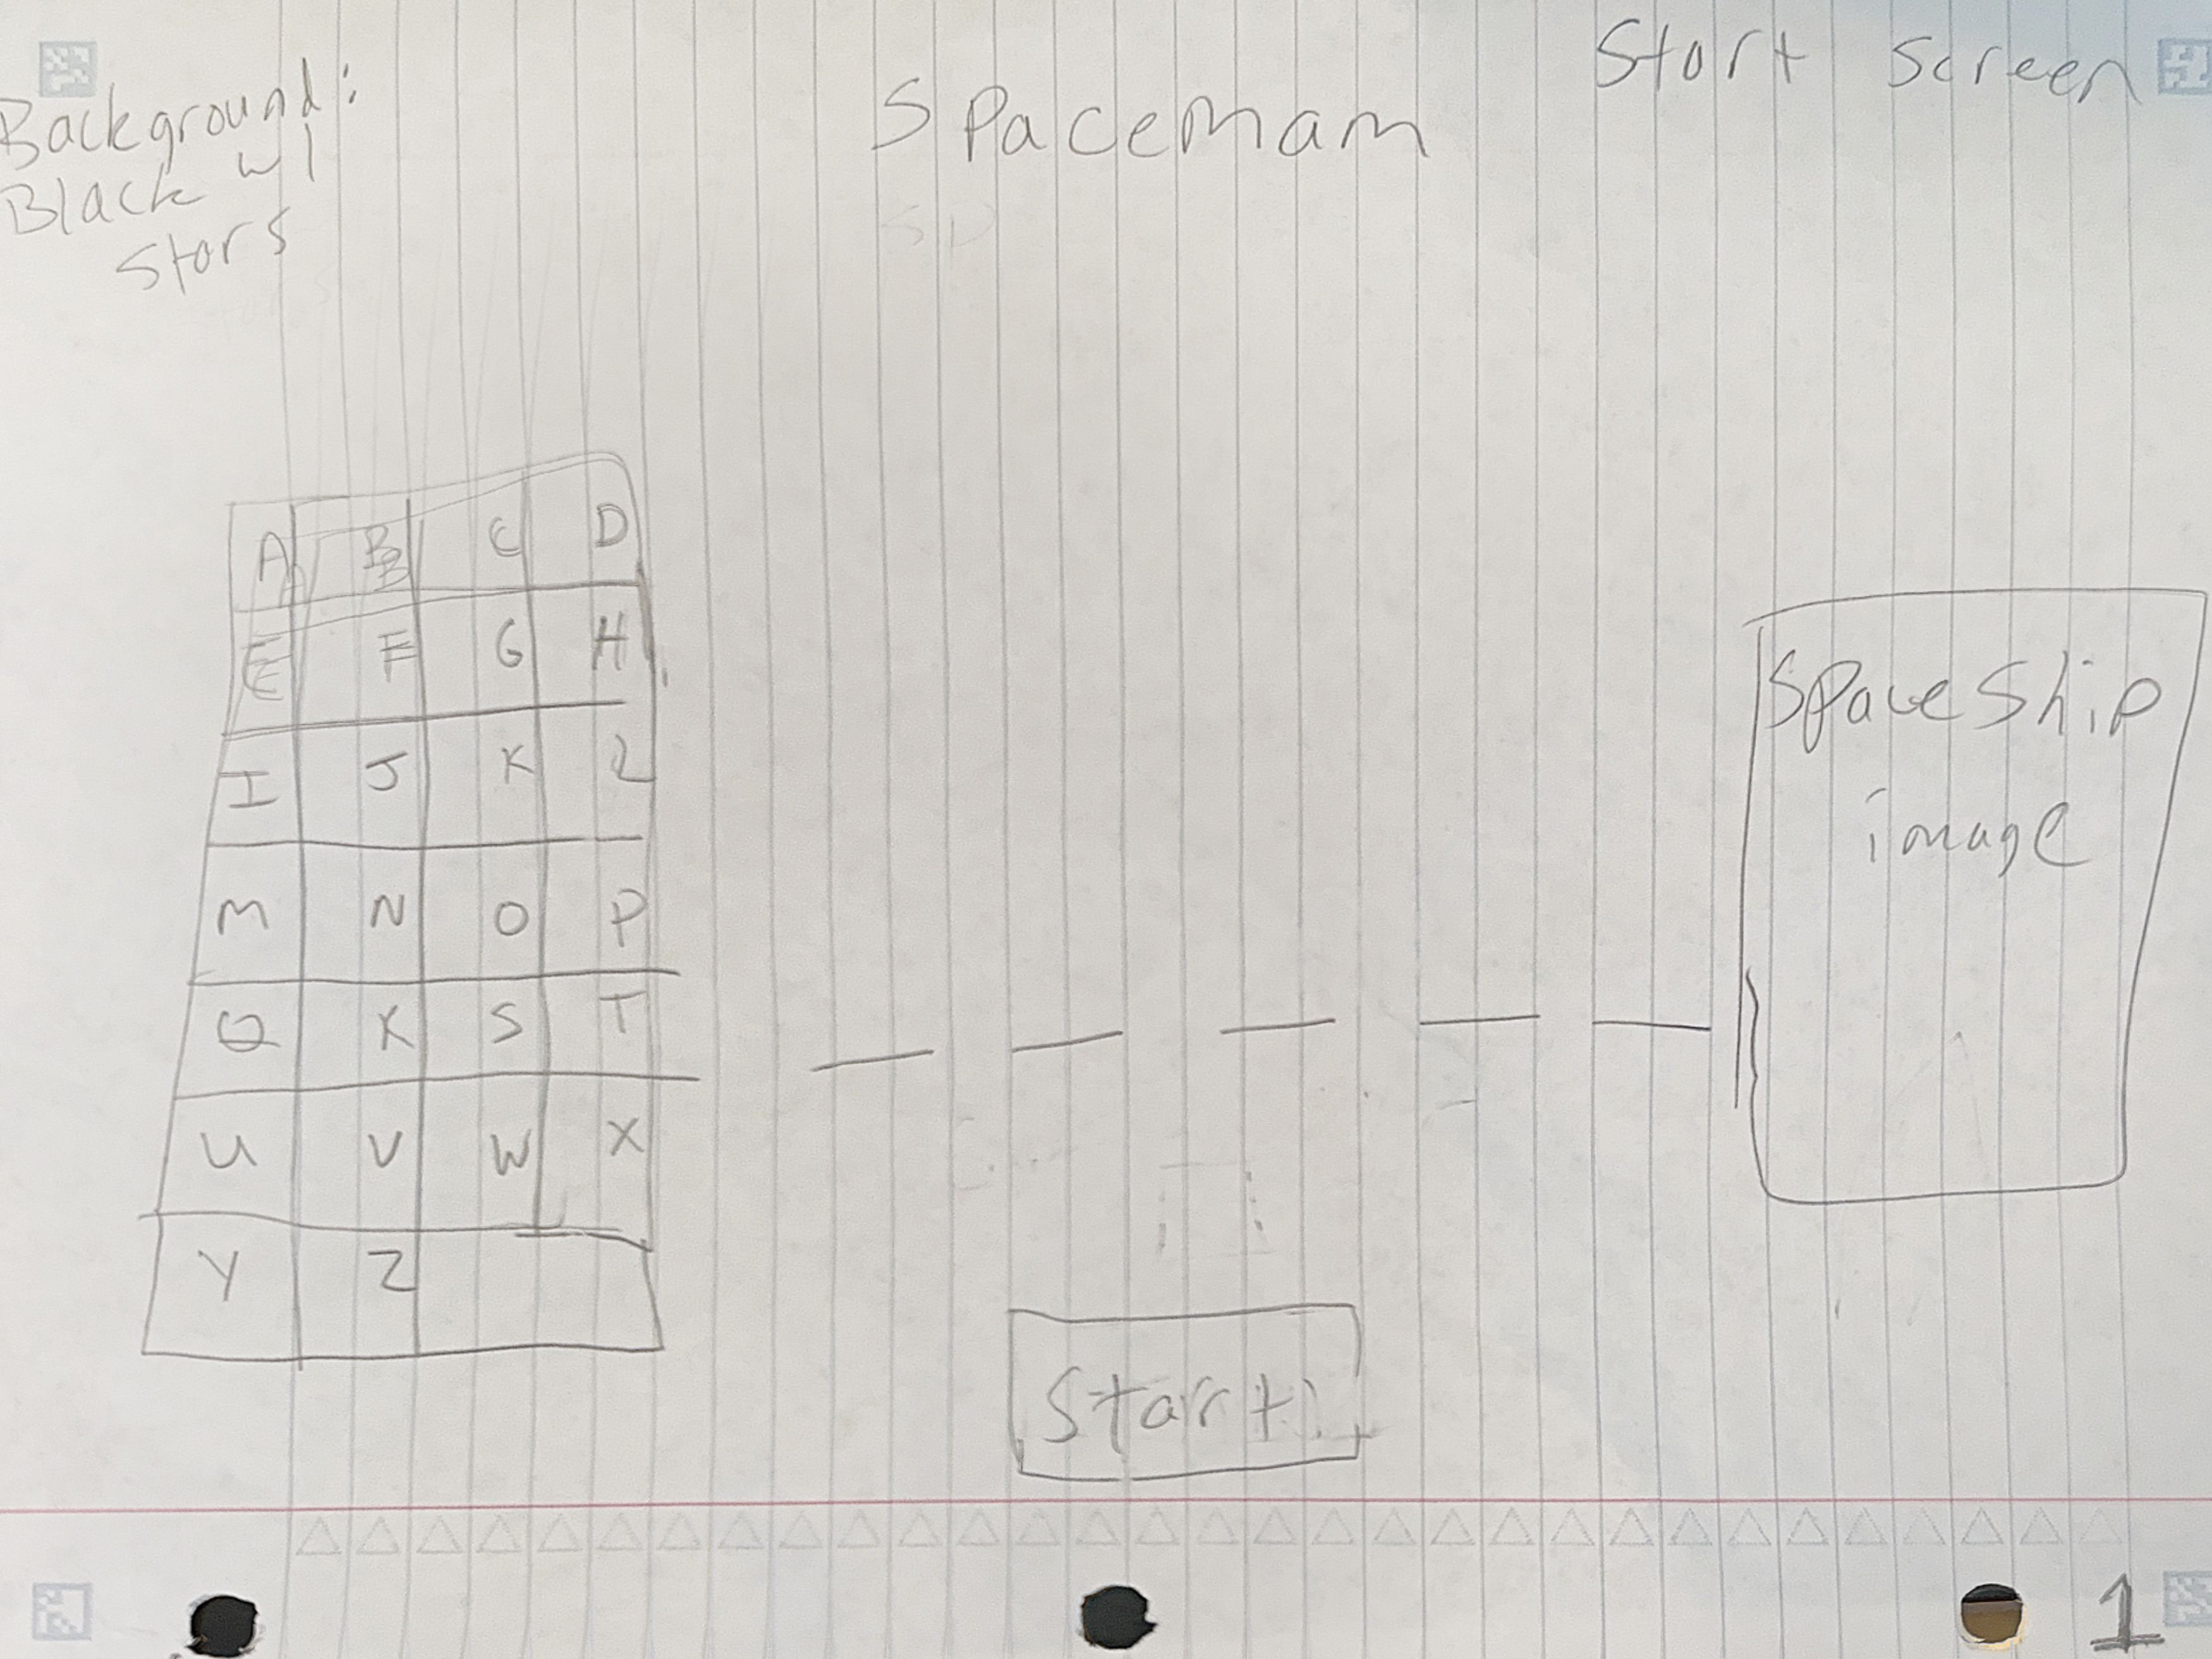 Start Screen
Background:
Black w/
Stars
Spacemam
A B C D
E F G H
I J K L
M N O P
Q K S T
U V W X
Y Z
Spaceship
image
Start!
1